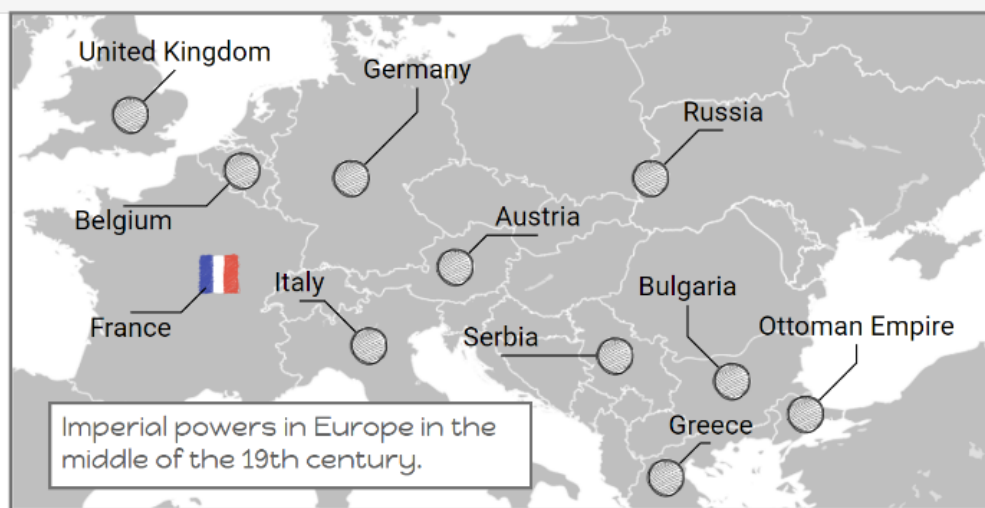 United Kingdom
Germany
Russia
Belgium
Austria
Italy
Bulgaria
France
Serbia
Ottoman Empire
Greece
Imperial powers in Europe in the
middle of the 19th century.